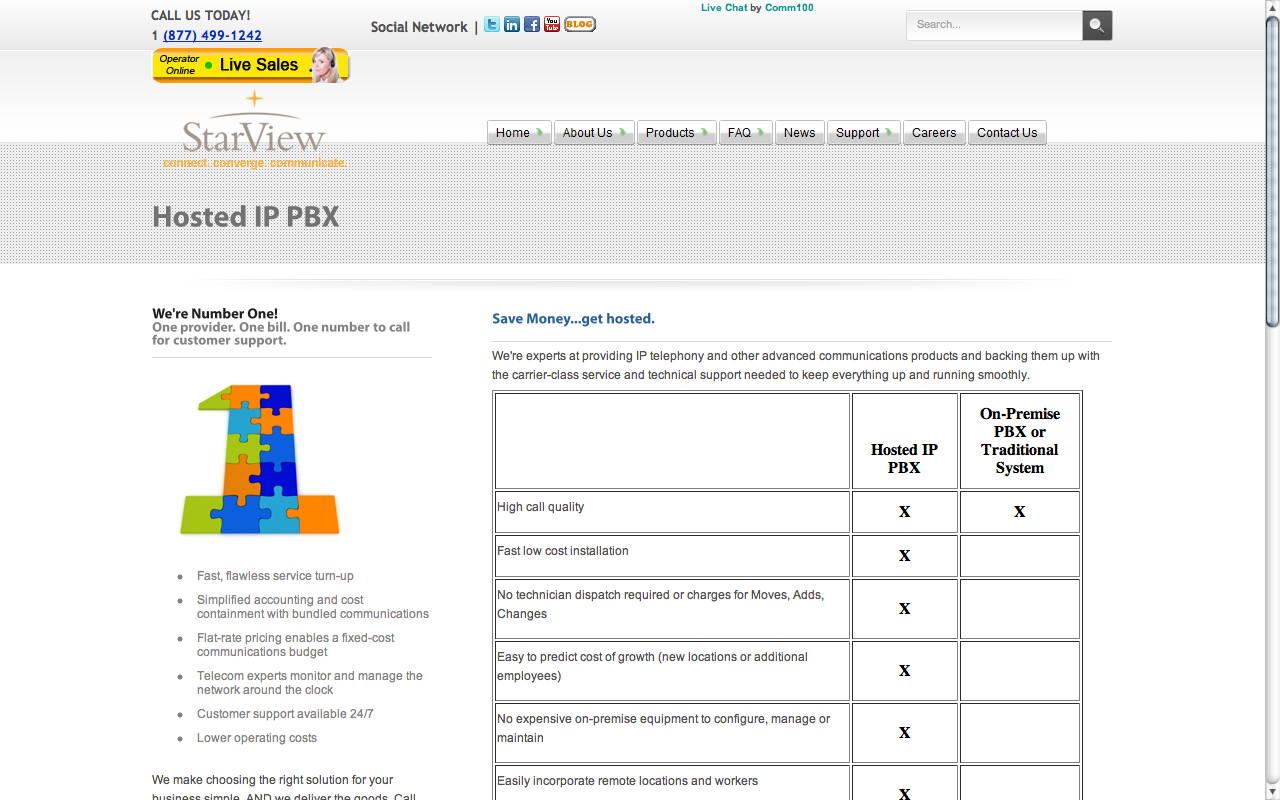 CALL US TODAY!
1 (877) 499-1242
Operator Online
Live Sales
Social Network |
You Tube
BLOG
Live Chat by Comm100
Search...
StarView
connect. converge. communicate.
Home
About Us
Products
FAQ
News
Support
Careers
Contact Us
Hosted IP PBX
We're Number One!
One provider. One bill. One number to call
for customer support.
Fast, flawless service turn-up
Simplified accounting and cost
containment with bundled communications
Flat-rate pricing enables a fixed-cost
communications budget
Telecom experts monitor and manage the
network around the clock
Customer support available 24/7
Lower operating costs
We make choosing the right solution for your
business simple. AND we deliver the goods. Call
Save Money...get hosted.
We're experts at providing IP telephony and other advanced communications products and backing them up with
the carrier-class service and technical support needed to keep everything up and running smoothly.
Hosted IP
PBX
On-Premise
PBX or
Traditional
System
High call quality
X
X
Fast low cost installation
X
No technician dispatch required or charges for Moves, Adds,
Changes
X
Easy to predict cost of growth (new locations or additional
employees)
X
No expensive on-premise equipment to configure, manage or
maintain
X
Easily incorporate remote locations and workers
X